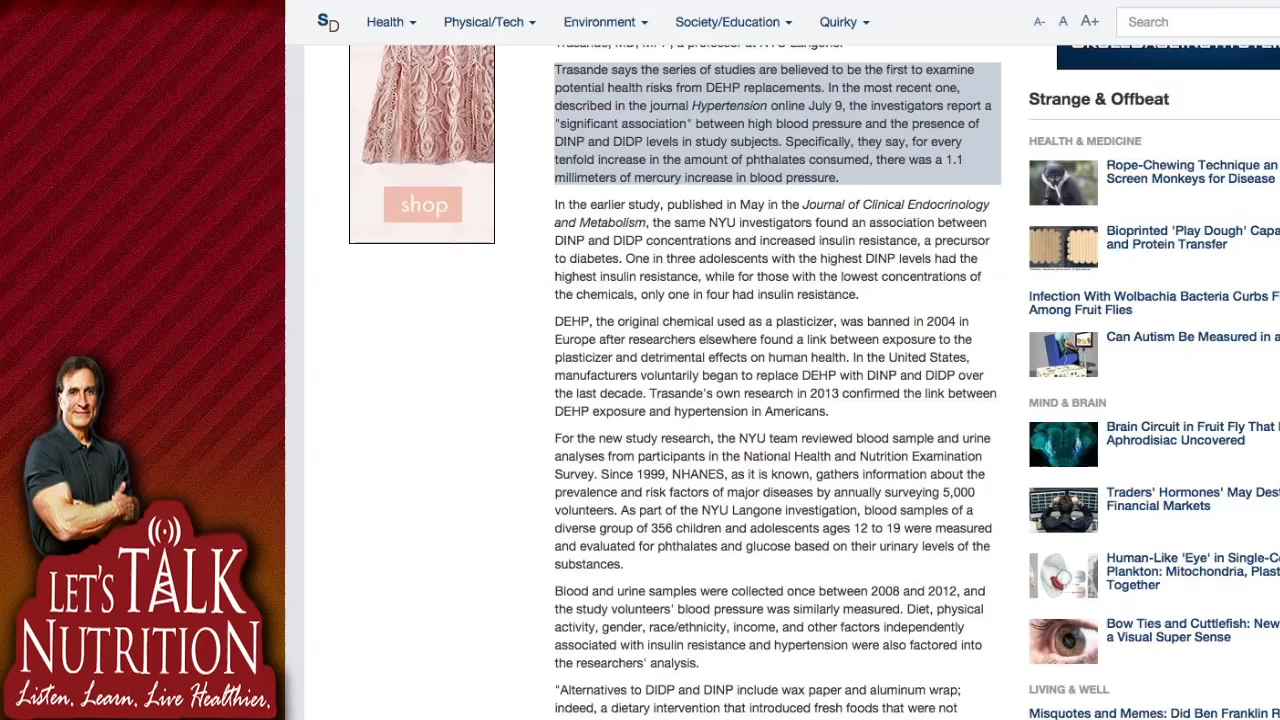 SD
Health
Physical/Tech
Environment
Society/Education
Quirky
A-
A
A+
Search
shop
Trasande says the series of studies are believed to be the first to examine
potential health risks from DEHP replacements. In the most recent one,
described in the journal Hypertension online July 9, the investigators report a
"significant association" between high blood pressure and the presence of
DINP and DIDP levels in study subjects. Specifically, they say, for every
tenfold increase in the amount of phthalates consumed, there was a 1.1
millimeters of mercury increase in blood pressure.
In the earlier study, published in May in the Journal of Clinical Endocrinology
and Metabolism, the same NYU investigators found an association between
DINP and DIDP concentrations and increased insulin resistance, a precursor
to diabetes. One in three adolescents with the highest DINP levels had the
highest insulin resistance, while for those with the lowest concentrations of
the chemicals, only one in four had insulin resistance.
DEHP, the original chemical used as a plasticizer, was banned in 2004 in
Europe after researchers elsewhere found a link between exposure to the
plasticizer and detrimental effects on human health. In the United States,
manufacturers voluntarily began to replace DEHP with DINP and DIDP over
the last decade. Trasande's own research in 2013 confirmed the link between
DEHP exposure and hypertension in Americans.
For the new study research, the NYU team reviewed blood sample and urine
analyses from participants in the National Health and Nutrition Examination
Survey. Since 1999, NHANES, as it is known, gathers information about the
prevalence and risk factors of major diseases by annually surveying 5,000
volunteers. As part of the NYU Langone investigation, blood samples of a
diverse group of 356 children and adolescents ages 12 to 19 were measured
and evaluated for phthalates and glucose based on their urinary levels of the
substances.
Blood and urine samples were collected once between 2008 and 2012, and
the study volunteers' blood pressure was similarly measured. Diet, physical
activity, gender, race/ethnicity, income, and other factors independently
associated with insulin resistance and hypertension were also factored into
the researchers' analysis.
"Alternatives to DIDP and DINP include wax paper and aluminum wrap;
indeed, a dietary intervention that introduced fresh foods that were not
Strange & Offbeat
HEALTH & MEDICINE
Rope-Chewing Technique an
Screen Monkeys for Disease
Bioprinted 'Play Dough' Capa
and Protein Transfer
Infection With Wolbachia Bacteria Curbs F
Among Fruit Flies
Can Autism Be Measured in a
MIND & BRAIN
Brain Circuit in Fruit Fly That
Aphrodisiac Uncovered
Traders' Hormones' May Dest
Financial Markets
Human-Like 'Eye' in Single-C
Plankton: Mitochondria, Plast
Together
Bow Ties and Cuttlefish: New
a Visual Super Sense
LIVING & WELL
Misquotes and Memes: Did Ben Franklin R
LET'S TALK
NUTRITION
Listen. Learn. Live Healthier.